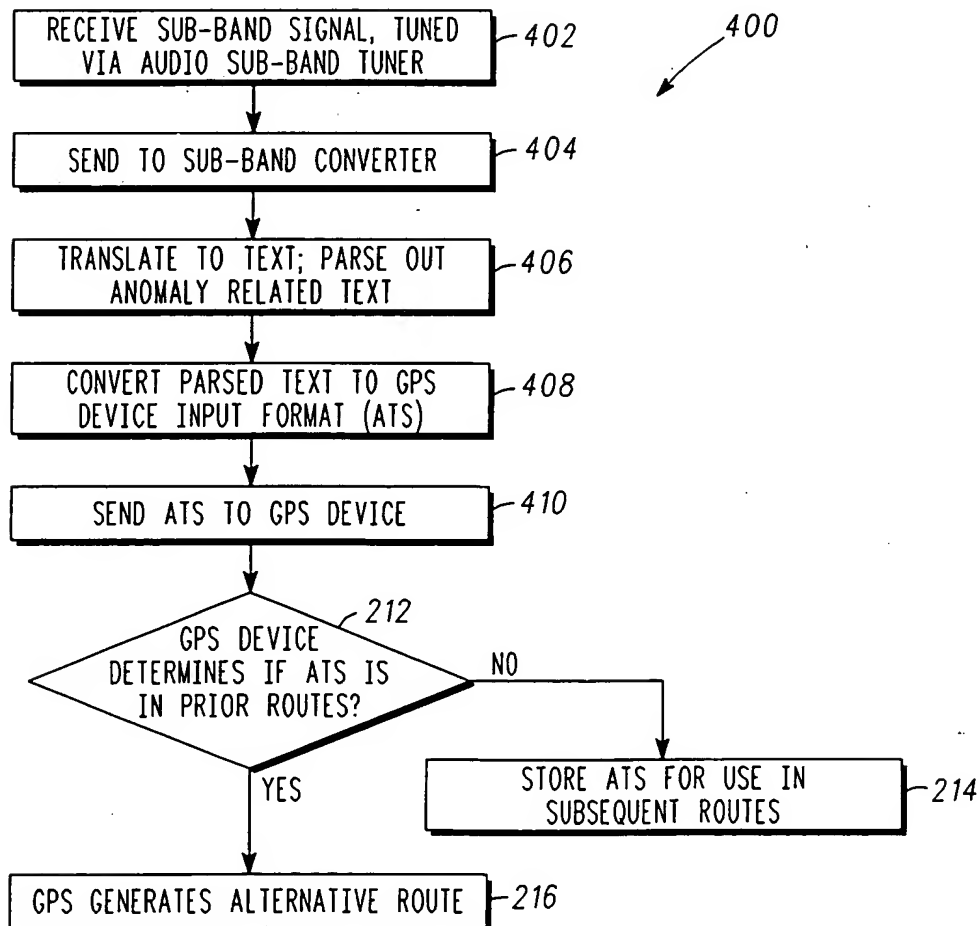 RECEIVE SUB-BAND SIGNAL, TUNED
VIA AUDIO SUB-BAND TUNER
402
400
SEND TO SUB-BAND CONVERTER
404
TRANSLATE TO TEXT; PARSE OUT
ANOMALY RELATED TEXT
406
CONVERT PARSED TEXT TO GPS
DEVICE INPUT FORMAT (ATS)
408
SEND ATS TO GPS DEVICE
410
212
GPS DEVICE
DETERMINES IF ATS IS
IN PRIOR ROUTES?
NO
YES
STORE ATS FOR USE IN
SUBSEQUENT ROUTES
214
GPS GENERATES ALTERNATIVE ROUTE
216